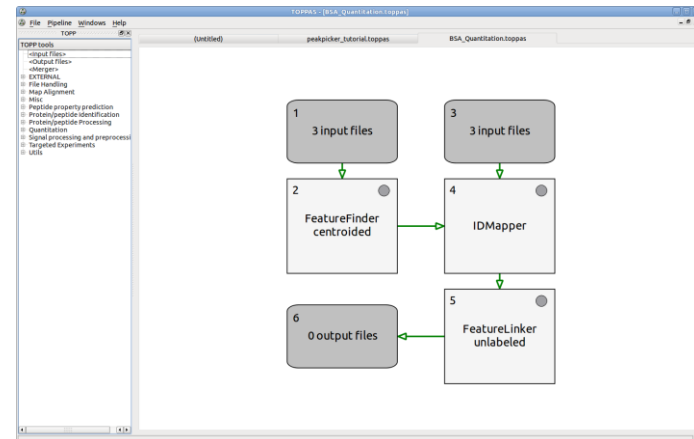 TOPPAS - [BSA_Quantitation.toppas]
File Pipeline Windows Help
TOPP
TOPP tools
<Input files>
<Output files>
<Merger>
EXTERNAL
File Handling
Map Alignment
Misc
Peptide property prediction
Protein/peptide Identification
Protein/peptide Processing
Quantitation
Signal processing and preprocessi
Targeted Experiments
Utils
(Untitled)
peakpicker_tutorial.toppas
BSA_Quantitation.toppas
1
3 input files
3
3 input files
2
FeatureFinder
centroided
4
IDMapper
5
FeatureLinker
unlabeled
6
0 output files